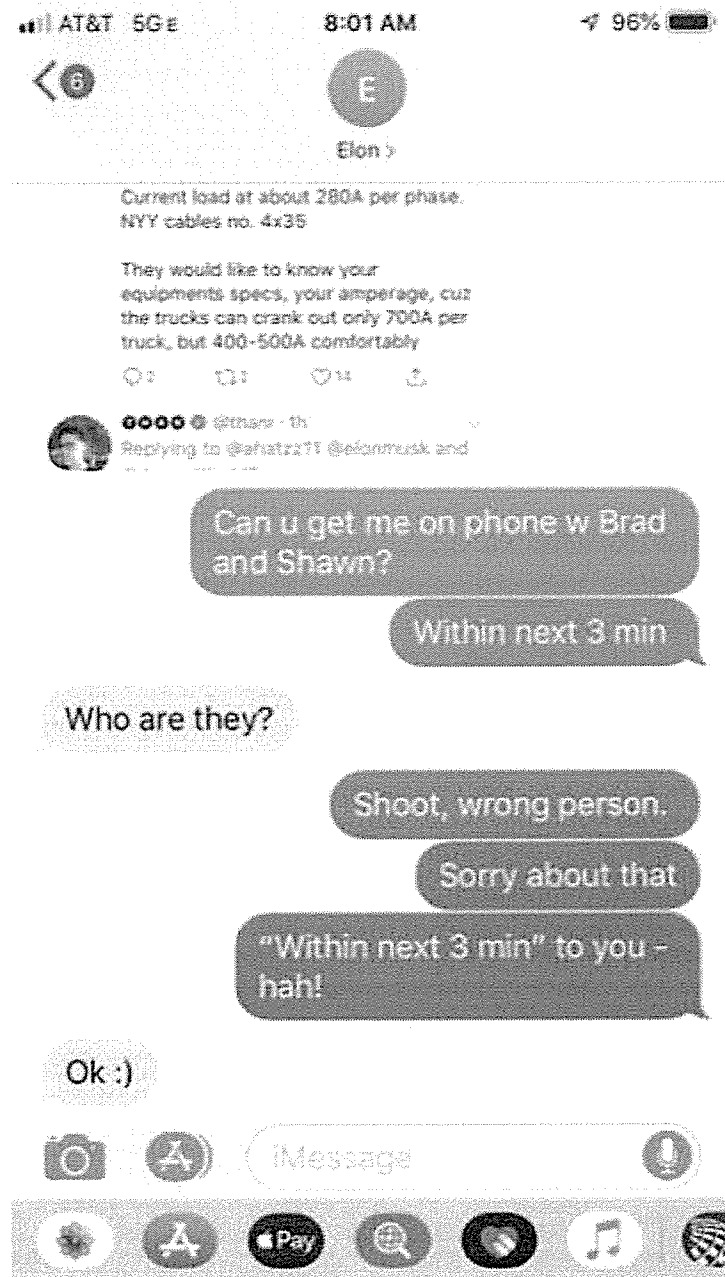 AT&T 5GE
8:01 AM
96%
6
E
Elon >
Current load at about 280A per phase.
NYY cables no. 4x35
They would like to know your
equipments specs, your amperage, cuz
the trucks can crank out only 700A per
truck, but 400-500A comfortably
14
Replying to @elonmusk and
Can u get me on phone w Brad
and Shawn?
Within next 3 min
Who are they?
Shoot, wrong person.
Sorry about that
“Within next 3 min” to you -
hah!
Ok :)
iMessage
Pay